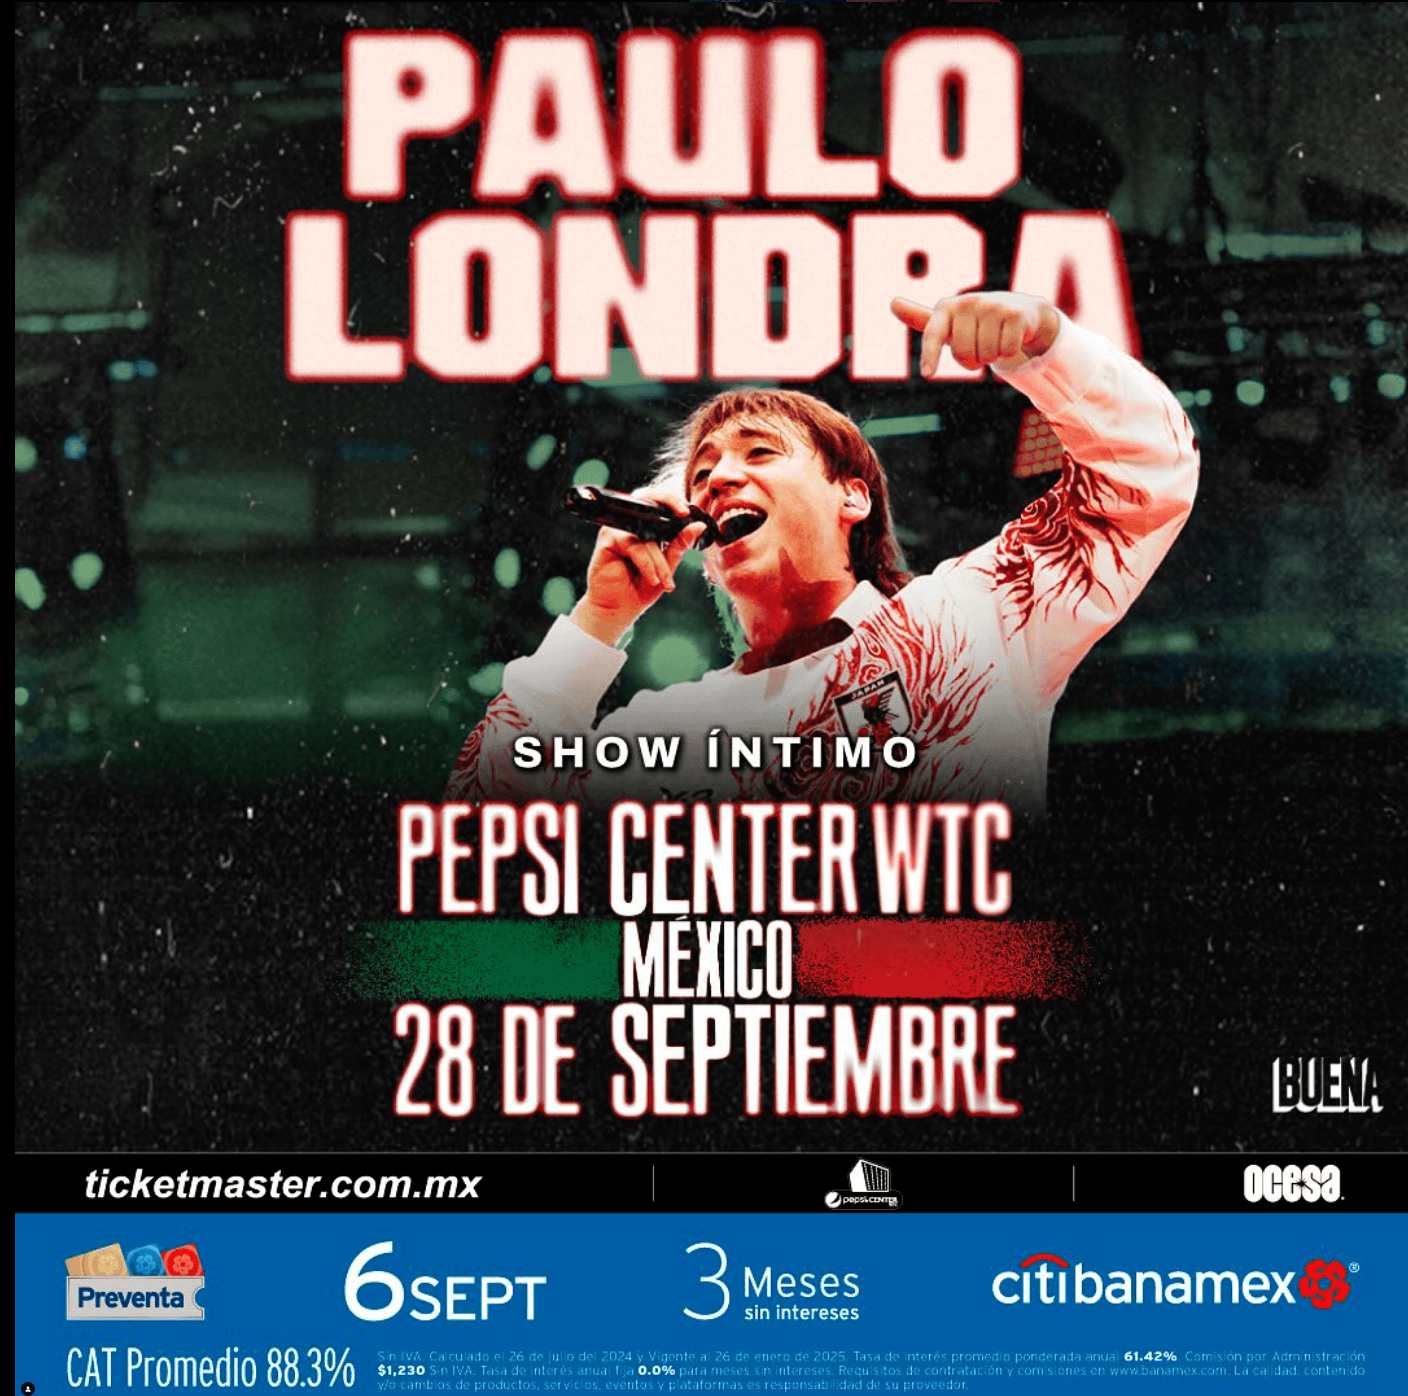 PAULO
LONDRA
JAPAN
SHOW ÍNTIMO
PEPSI CENTER WTC
MÉXICO
28 DE SEPTIEMBRE
BUENA
ticketmaster.com.mx
pepsi CENTER
ocesa
Preventa
6 SEPT
3 Meses
sin intereses
citibanamex®
CAT Promedio 88.3%
Sin IVA. Calculado el 26 de julio del 2024 y Vigente al 26 de enero de 2025. Tasa de interés promedio ponderada anual 61.42% Comisión por Administración
$1,230 Sin IVA. Tasa de interés anual fija 0.0% para meses sin intereses. Requisitos de contratación y comisiones en www.banamex.com. La calidad, contenido
y/o cambios de productos, servicios, eventos y plataformas es responsabilidad de su proveedor.